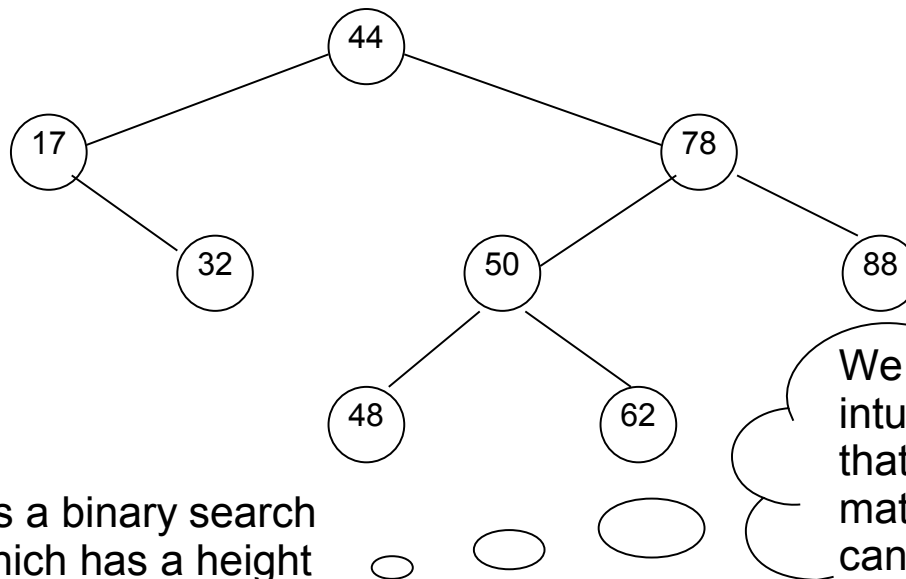 44
17 78
32 50 88
48 62
We
intu
that
mat
can
s a binary search
hich has a height